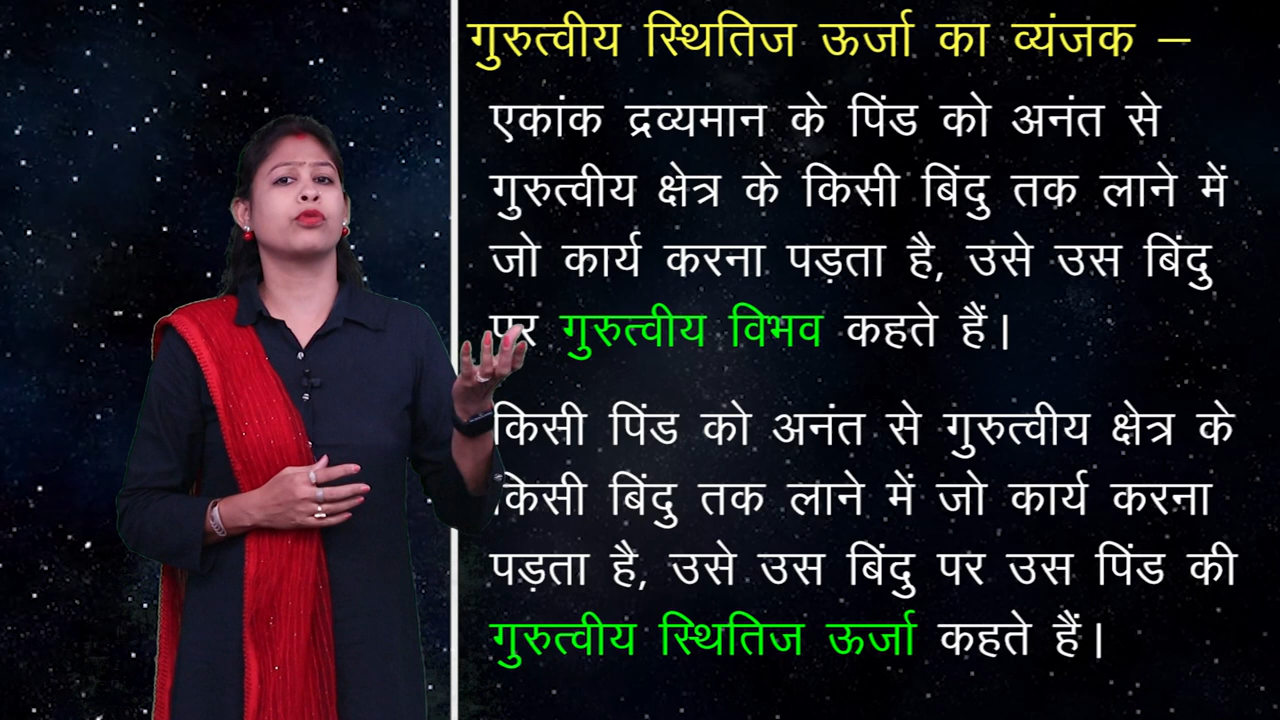 गुरुत्वीय स्थितिज ऊर्जा का व्यंजक –
एकांक द्रव्यमान के पिंड को अनंत से
गुरुत्वीय क्षेत्र के किसी बिंदु तक लाने में
जो कार्य करना पड़ता है, उसे उस बिंदु
पर गुरुत्वीय विभव कहते हैं।
किसी पिंड को अनंत से गुरुत्वीय क्षेत्र के
किसी बिंदु तक लाने में जो कार्य करना
पड़ता है, उसे उस बिंदु पर उस पिंड की
गुरुत्वीय स्थितिज ऊर्जा कहते हैं।